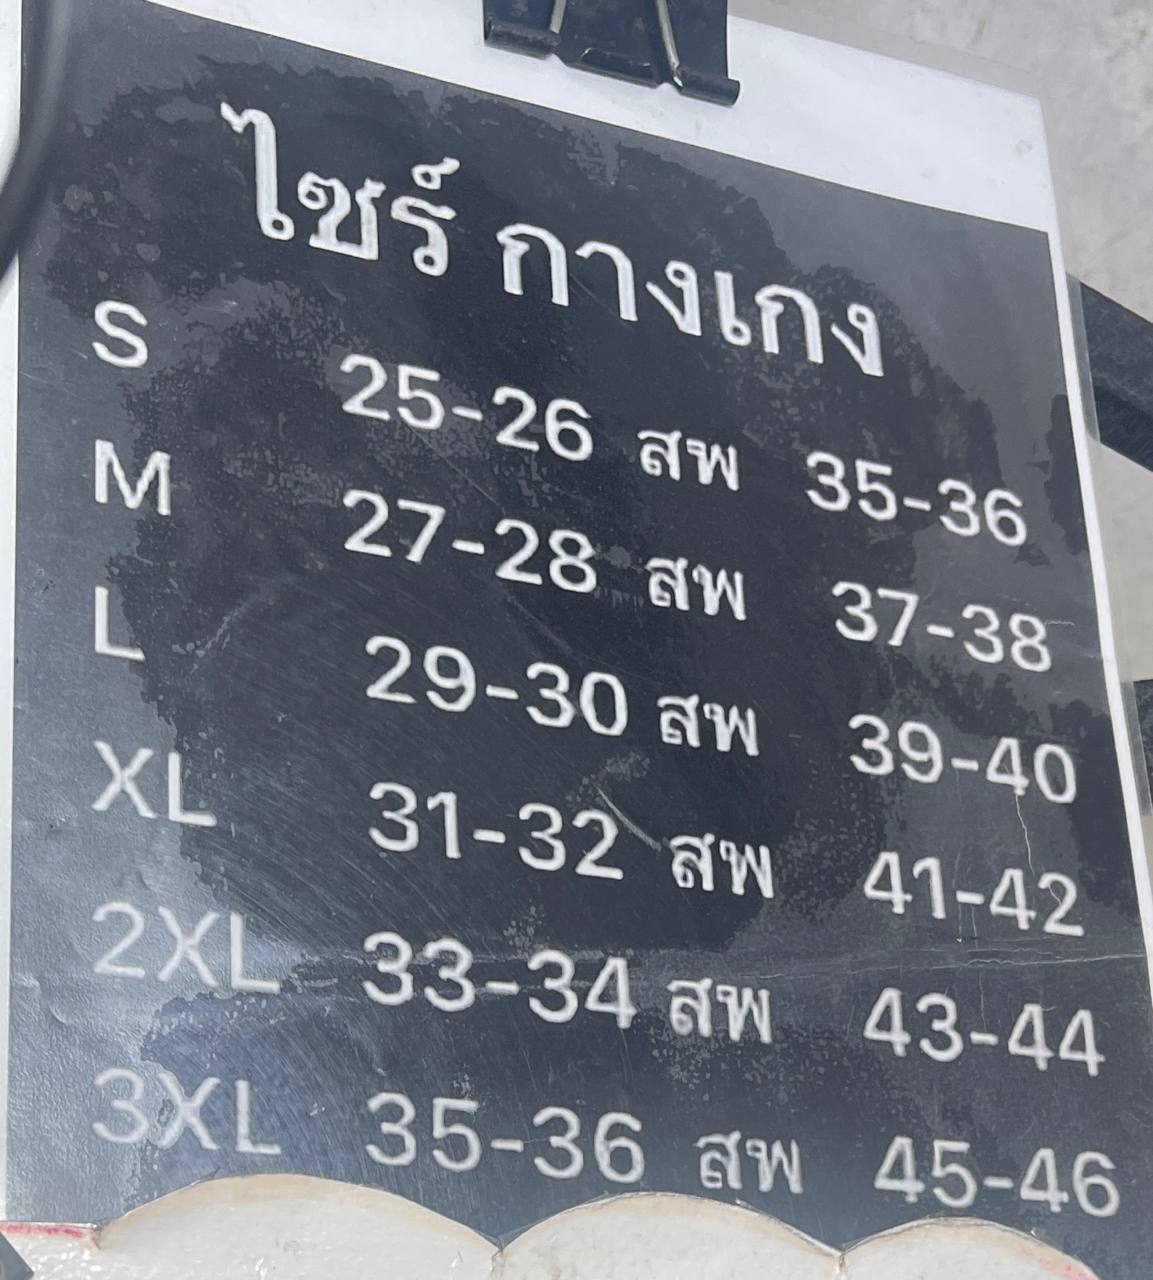 ไซร์ กางเกง
S 25-26 สพ 35-36
M 27-28 สพ 37-38
L 29-30 สพ 39-40
XL 31-32 สพ 41-42
2XL 33-34 สพ 43-44
3XL 35-36 สพ 45-46